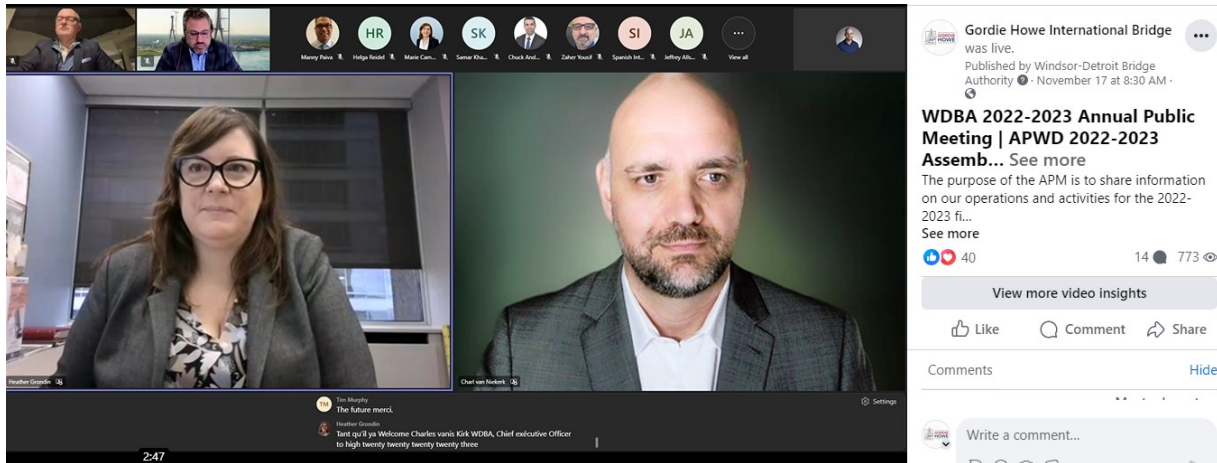 HR
SK
SI
JA
...
Manny Paiva
Helga Reidel
Marie Cam...
Samar Kha...
Chuck And...
Zaher Yousif
Spanish Int...
Jeffrey Alls...
View all
Heather Grondin
Charl van Niekerk
TM
Tim Murphy
The future merci.
Settings
Heather Grondin
Tant qu'il ya Welcome Charles vanis Kirk WDBA, Chief exécutive Officer
to high twenty twenty twenty twenty three
2:47
Gordie Howe International Bridge
was live.
Published by Windsor-Detroit Bridge
Authority · November 17 at 8:30 AM ·
WDBA 2022-2023 Annual Public
Meeting | APWD 2022-2023
Assemb... See more
The purpose of the APM is to share information
on our operations and activities for the 2022-
2023 fi...
See more
40
14
773
View more video insights
Like
Comment
Share
Comments
Hide
Write a comment...